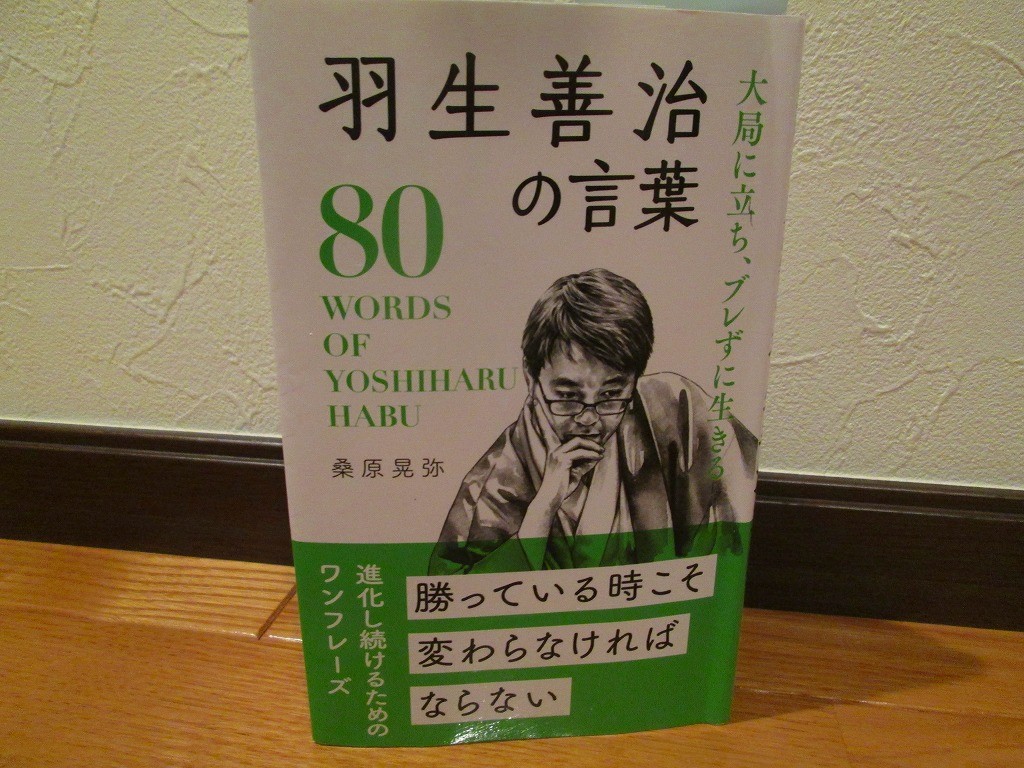 羽生善治
の言葉
大局に立ち、ブレずに生きる
80
WORDS
OF
YOSHIHARU
HABU
桑原晃弥
進化し続けるための
ワンフレーズ
勝っている時こそ
変わらなければ
ならない